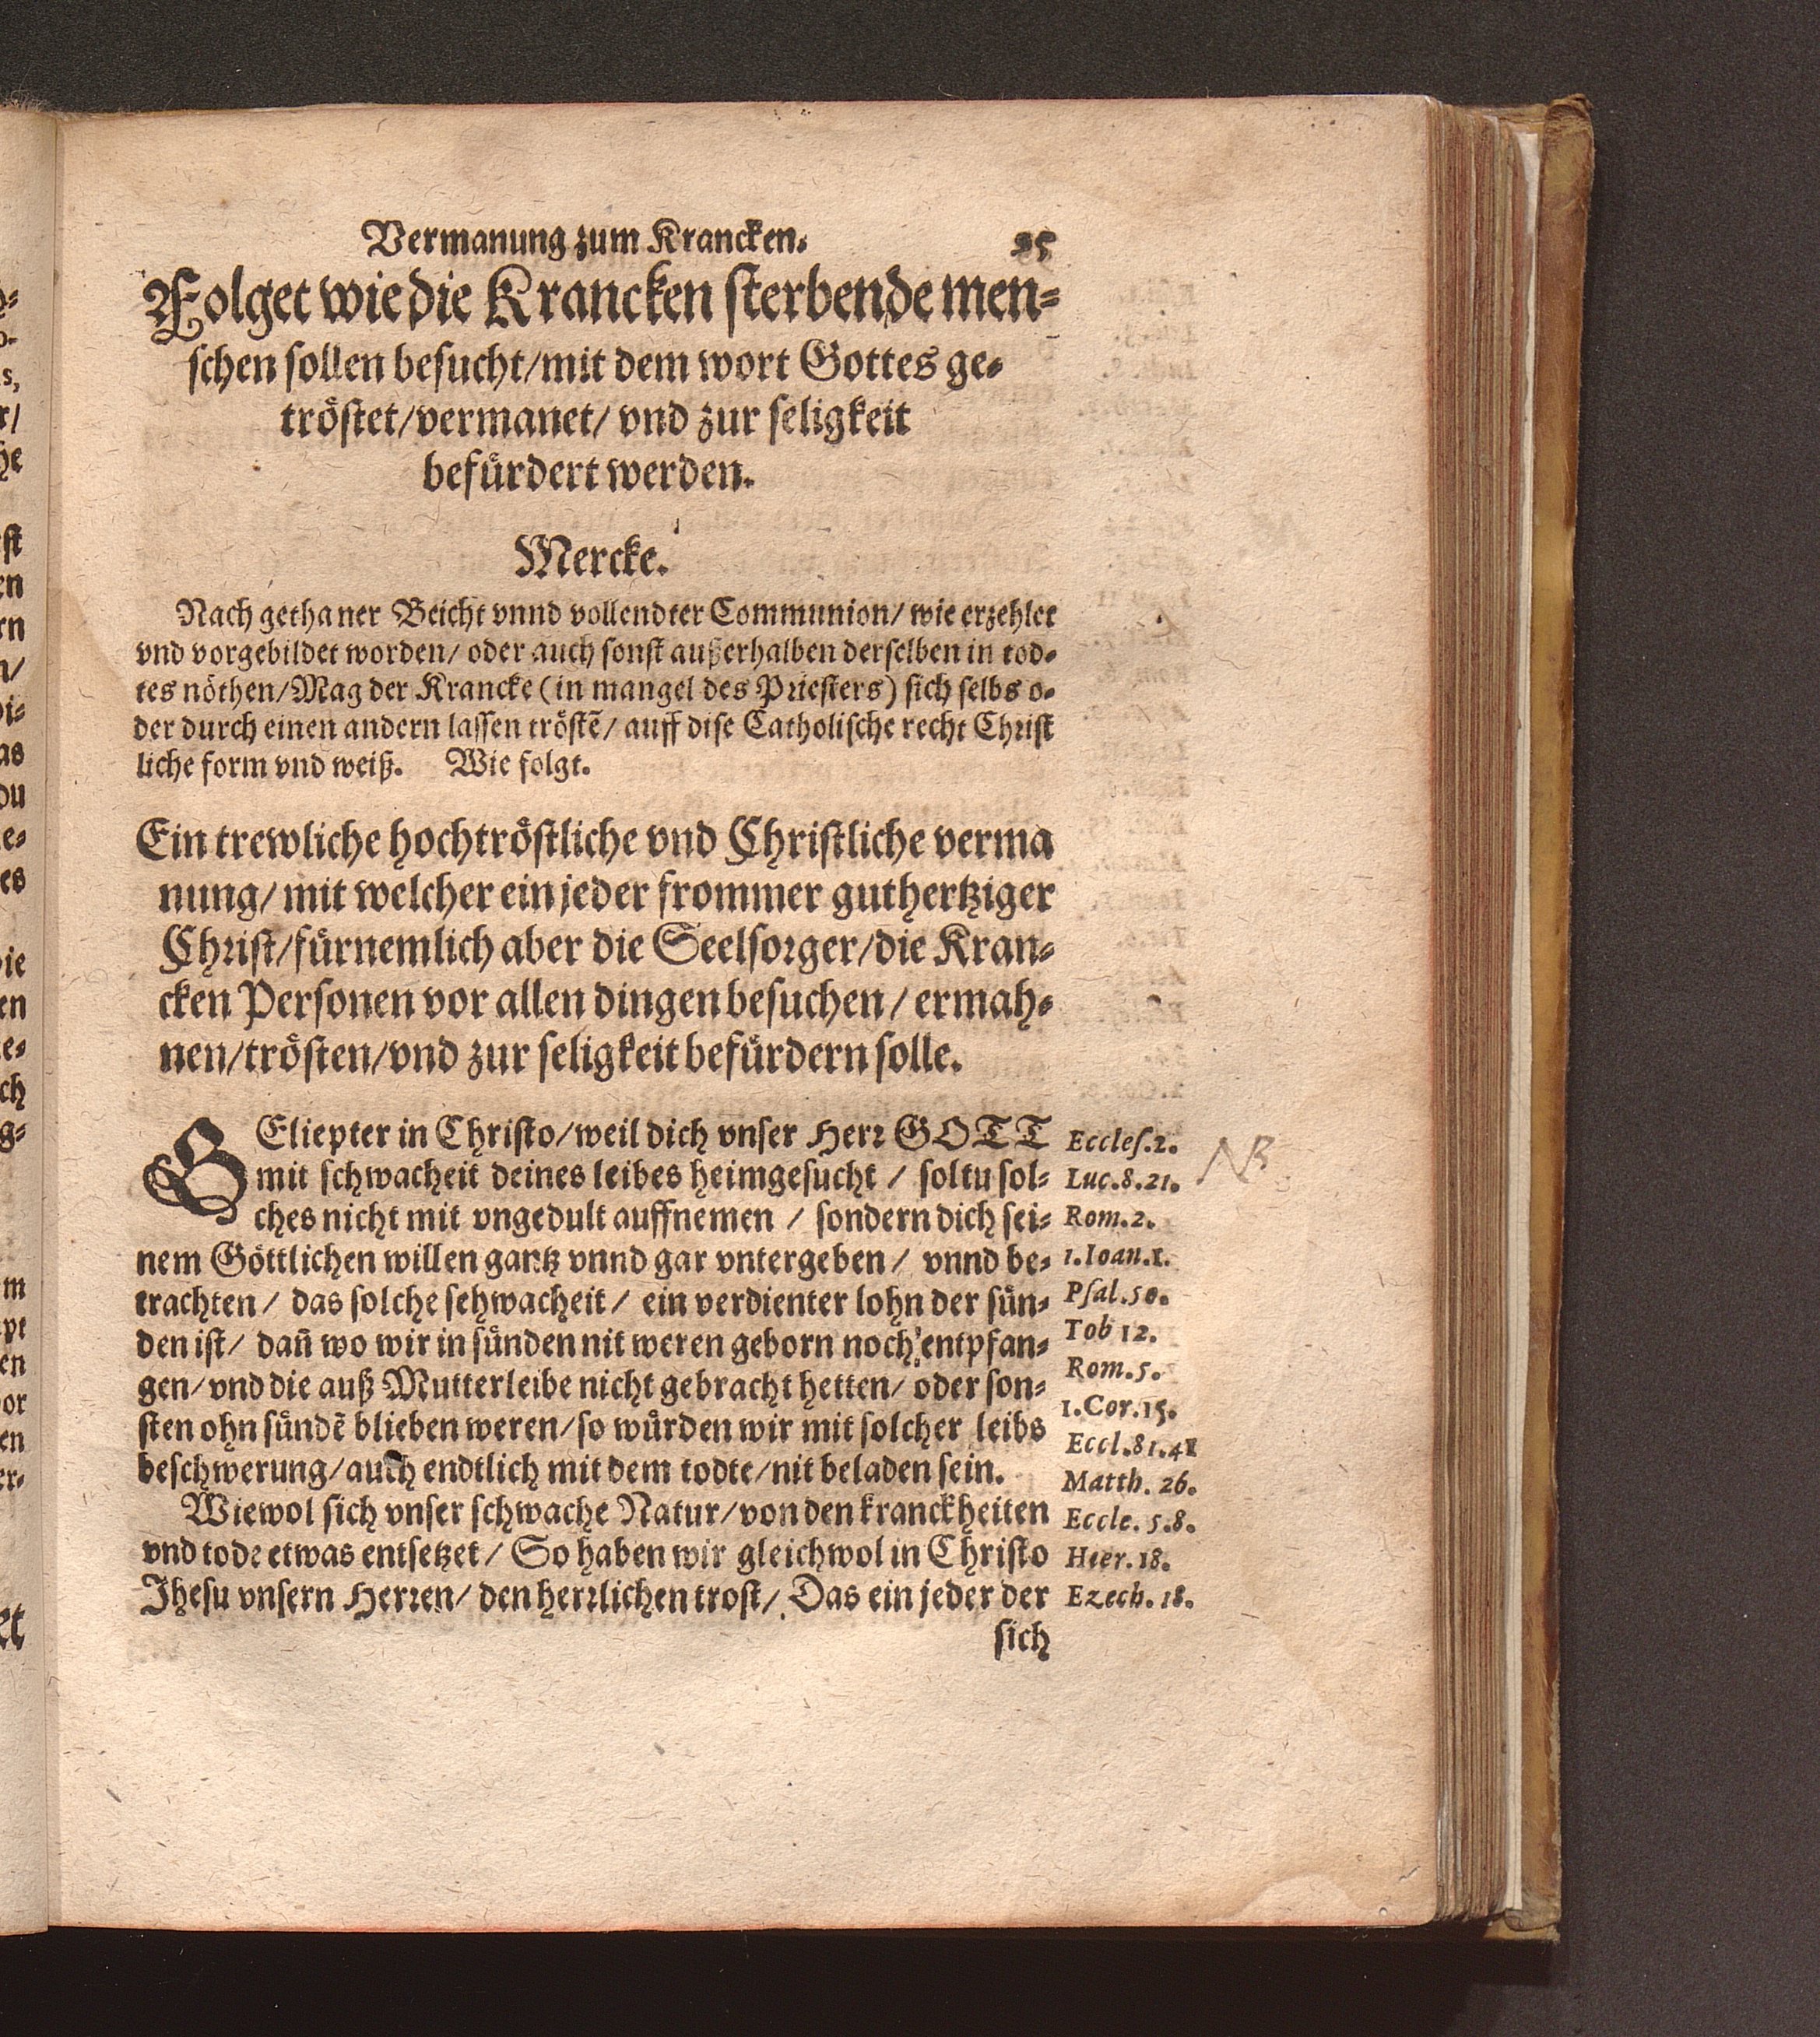 Vermanung zum Krancken. 95
Folget wie die Krancken sterbende men⸗
schen sollen besucht/mit dem wort Gottes ge⸗
tröstet/vermanet/ vnd zur seligkeit
befürdert werden.
Mercke.
Nach gethaner Beicht vnnd vollendter Communion/ wie erzehlet
vnd vorgebildet worden/ oder auch sonst außerhalben derselben in tod⸗
tes nöthen/Mag der Krancke (in mangel des Priesters) sich selbs o⸗
der durch einen andern lassen tröstē/ auff dise Catholische recht Christ
liche form vnd weiß. Wie folgt.
Ein trewliche hochtröstliche vnd Christliche verma
nung/ mit welcher ein jeder frommer guthertziger
Christ/fürnemlich aber die Seelsorger/die Kran⸗
cken Personen vor allen dingen besuchen/ ermah⸗
nen/trösten/vnd zur seligkeit befürdern solle.
GEliepter in Christo/weil dich vnser Herr GOTT
mit schwacheit deines leibes heimgesucht / soltu sol⸗
ches nicht mit vngedult auffnemen / sondern dich sei⸗
nem Göttlichen willen gantz vnnd gar vntergeben/ vnnd be⸗
trachten/ das solche sehwacheit/ ein verdienter lohn der sün⸗
den ist/ dañ wo wir in sünden nit weren geborn noch entpfan⸗
gen/vnd die auß Mutterleibe nicht gebracht hetten/ oder son⸗
sten ohn sündē blieben weren/so würden wir mit solcher leibs
beschwerung/auch endtlich mit dem todte/nit beladen sein.
Wiewol sich vnser schwache Natur/von den kranckheiten
vnd tode etwas entsetzet/ So haben wir gleichwol in Christo
Jhesu vnsern Herren/ den herrlichen trost/ Das ein jeder der
sich
Eccles.2.
Luc.8.21.
Rom.2.
1.Ioan.1.
Psal.50.
Tob 12.
Rom.5.
1.Cor.15.
Eccl.81.41
Matth. 26.
Eccle. 5.8.
Hier. 18.
Ezech. 18.
NB